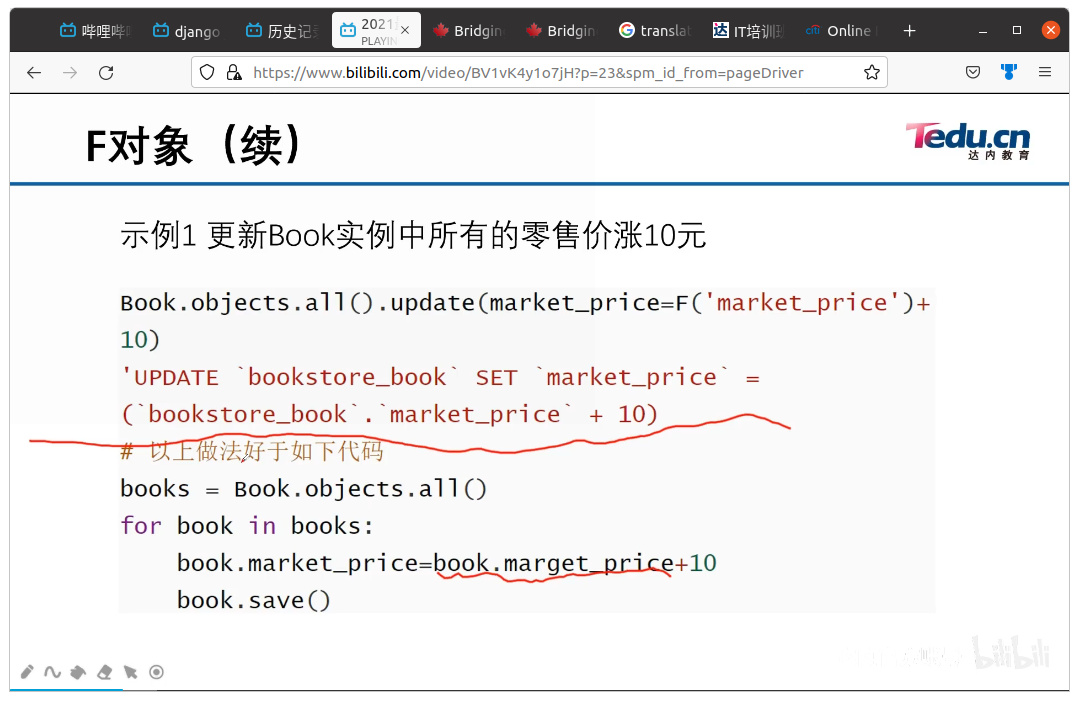 哔哩哔哩
django
历史记录
2021
PLAYIN
Bridgin
Bridgin
translat
IT培训班
Online
https://www.bilibili.com/video/BV1vK4y1o7jH?p=23&spm_id_from=pageDriver
F对象（续）
Tedu.cn
达内教育
示例1 更新Book实例中所有的零售价涨10元
Book.objects.all().update(market_price=F('market_price')+
10)
'UPDATE `bookstore_book` SET `market_price` =
(`bookstore_book`.`market_price` + 10)
# 以上做法好于如下代码
books = Book.objects.all()
for book in books:
    book.market_price=book.marget_price+10
    book.save()
bilibili